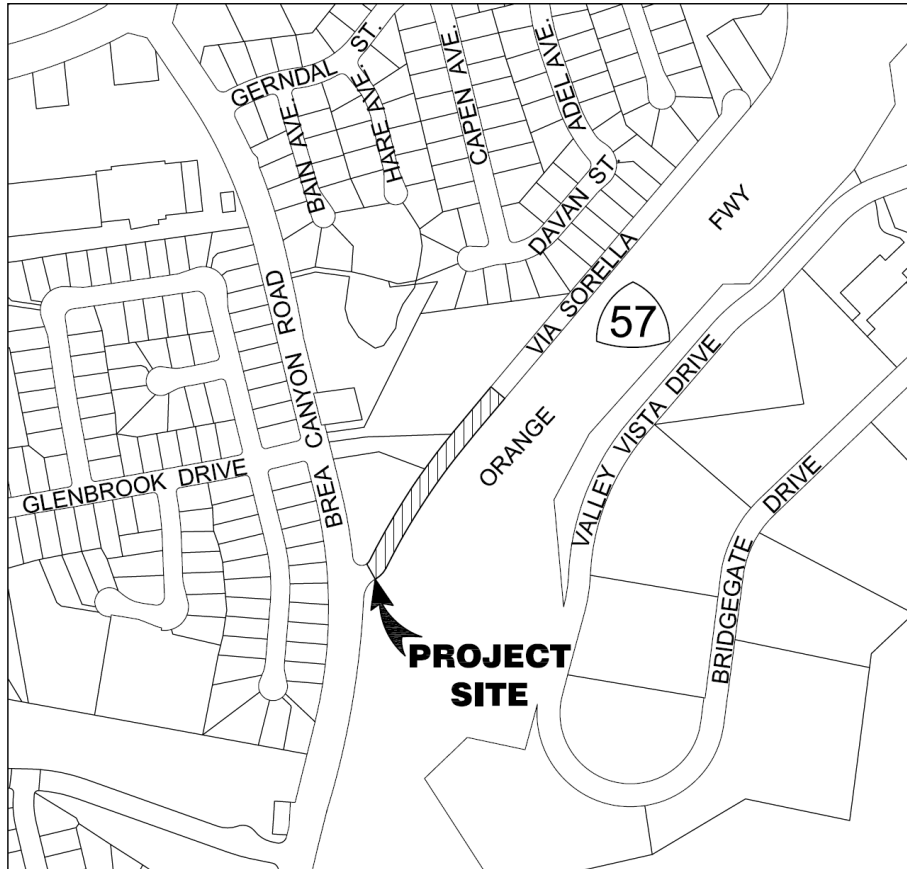 GERNDAL ST.
BAIN AVE.
HARE AVE.
CAPEN AVE.
ADEL AVE.
DAVAN ST.
VIA SORELLA
FWY
57
ORANGE
BREA CANYON ROAD
GLENBROOK DRIVE
VALLEY VISTA DRIVE
BRIDGEGATE DRIVE
PROJECT
SITE